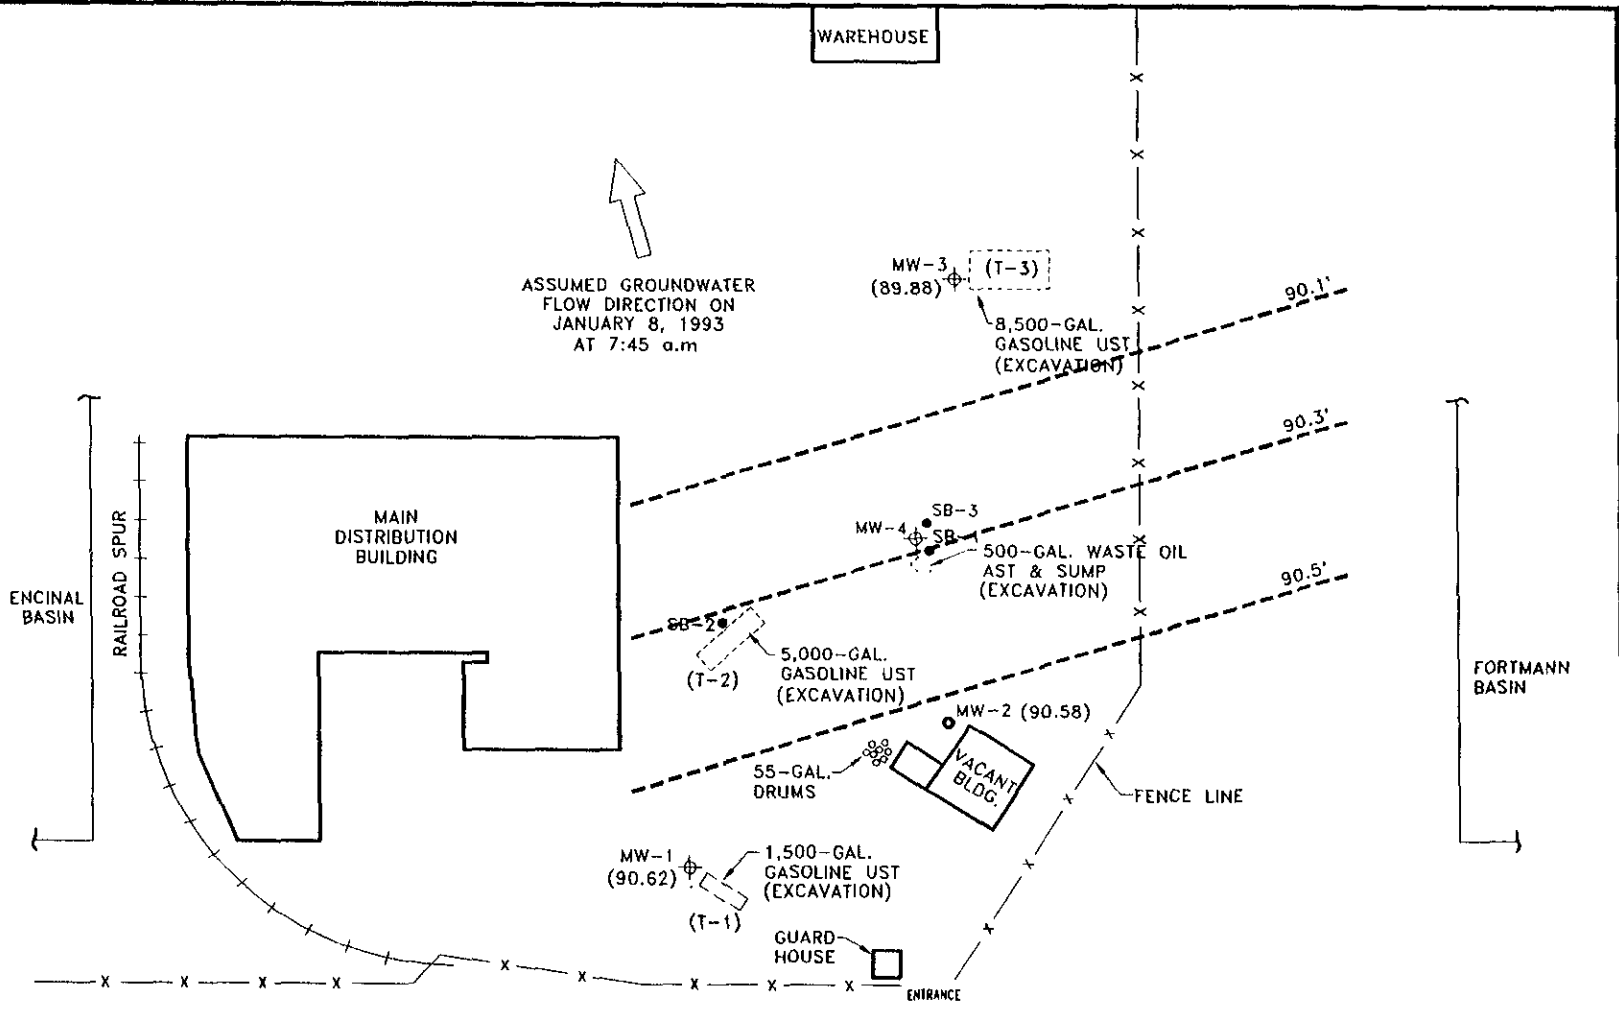 WAREHOUSE
ASSUMED GROUNDWATER
FLOW DIRECTION ON
JANUARY 8, 1993
AT 7:45 a.m
MW-3
(89.88)
(T-3)
8,500-GAL.
GASOLINE UST
(EXCAVATION)
90.1'
90.3'
90.5'
MAIN
DISTRIBUTION
BUILDING
RAILROAD SPUR
ENCINAL
BASIN
SB-3
MW-4
SB-1
500-GAL. WASTE OIL
AST & SUMP
(EXCAVATION)
SB-2
5,000-GAL.
GASOLINE UST
(EXCAVATION)
(T-2)
FORTMANN
BASIN
MW-2 (90.58)
VACANT
BLDG.
55-GAL.
DRUMS
FENCE LINE
MW-1
(90.62)
1,500-GAL.
GASOLINE UST
(EXCAVATION)
(T-1)
GUARD
HOUSE
ENTRANCE